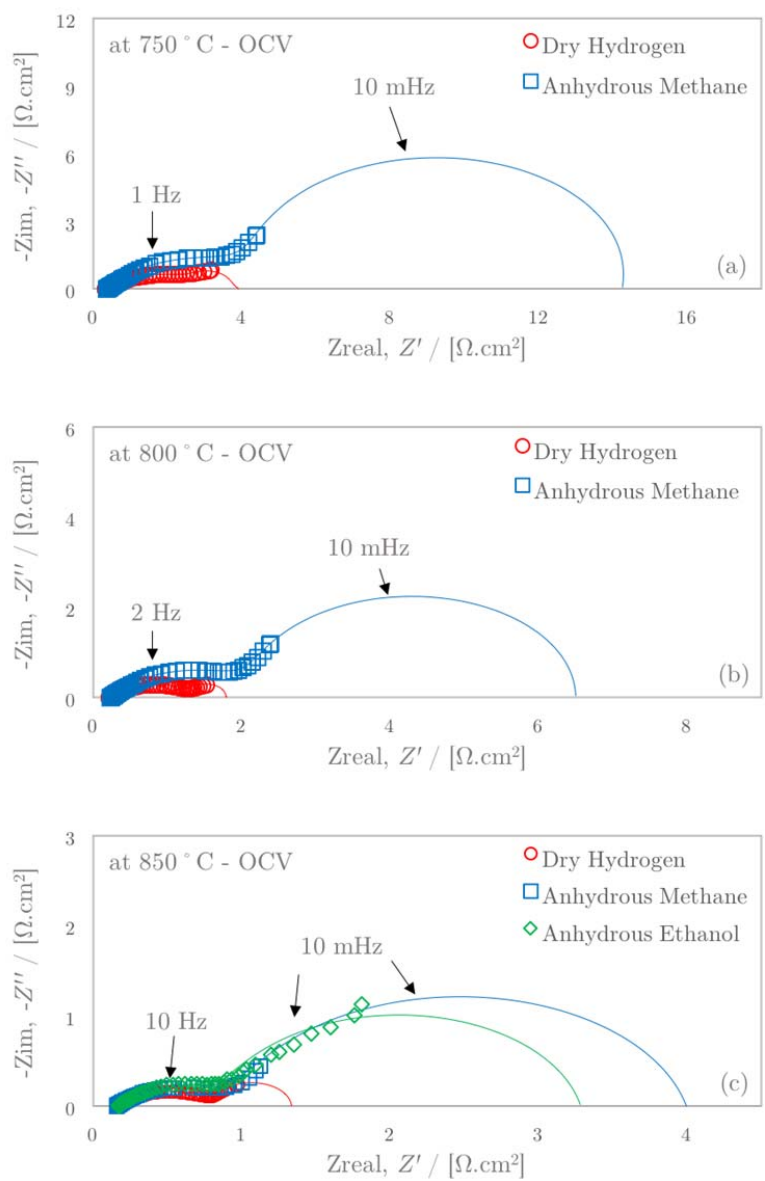 12
at 750 °C - OCV
Dry Hydrogen
Anhydrous Methane
10 mHz
9
-Zim, -Z'' / [Ω.cm²]
6
1 Hz
3
(a)
0
0 4 8 12 16
Zreal, Z' / [Ω.cm²]
6
at 800 °C - OCV
Dry Hydrogen
Anhydrous Methane
4
-Zim, -Z'' / [Ω.cm²]
10 mHz
2
2 Hz
(b)
0
0 2 4 6 8
Zreal, Z' / [Ω.cm²]
3
at 850 °C - OCV
Dry Hydrogen
Anhydrous Methane
Anhydrous Ethanol
2
-Zim, -Z'' / [Ω.cm²]
10 mHz
1
10 Hz
(c)
0
0 1 2 3 4
Zreal, Z' / [Ω.cm²]